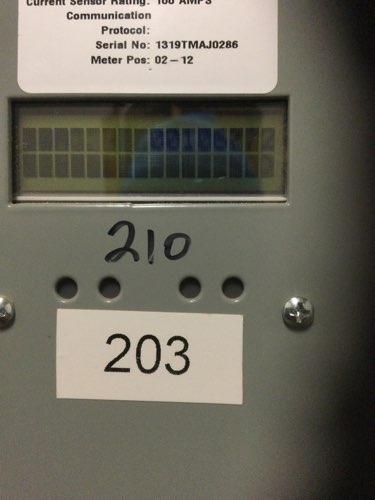 Current Sensor Rating: 100 AMPS
Communication
Protocol:
Serial No: 1319TMAJ0286
Meter Pos: 02 – 12
210
203